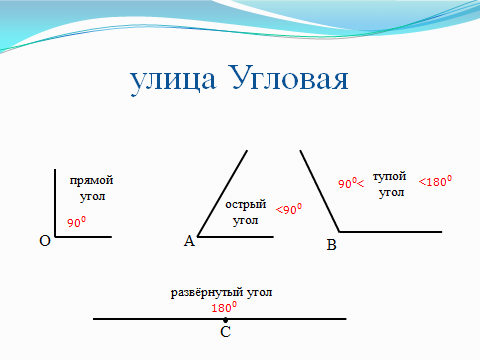 улица Угловая
прямой
угол
90⁰
О
острый
угол
<90⁰
А
90⁰<
тупой
угол
<180⁰
В
развёрнутый угол
180⁰
С